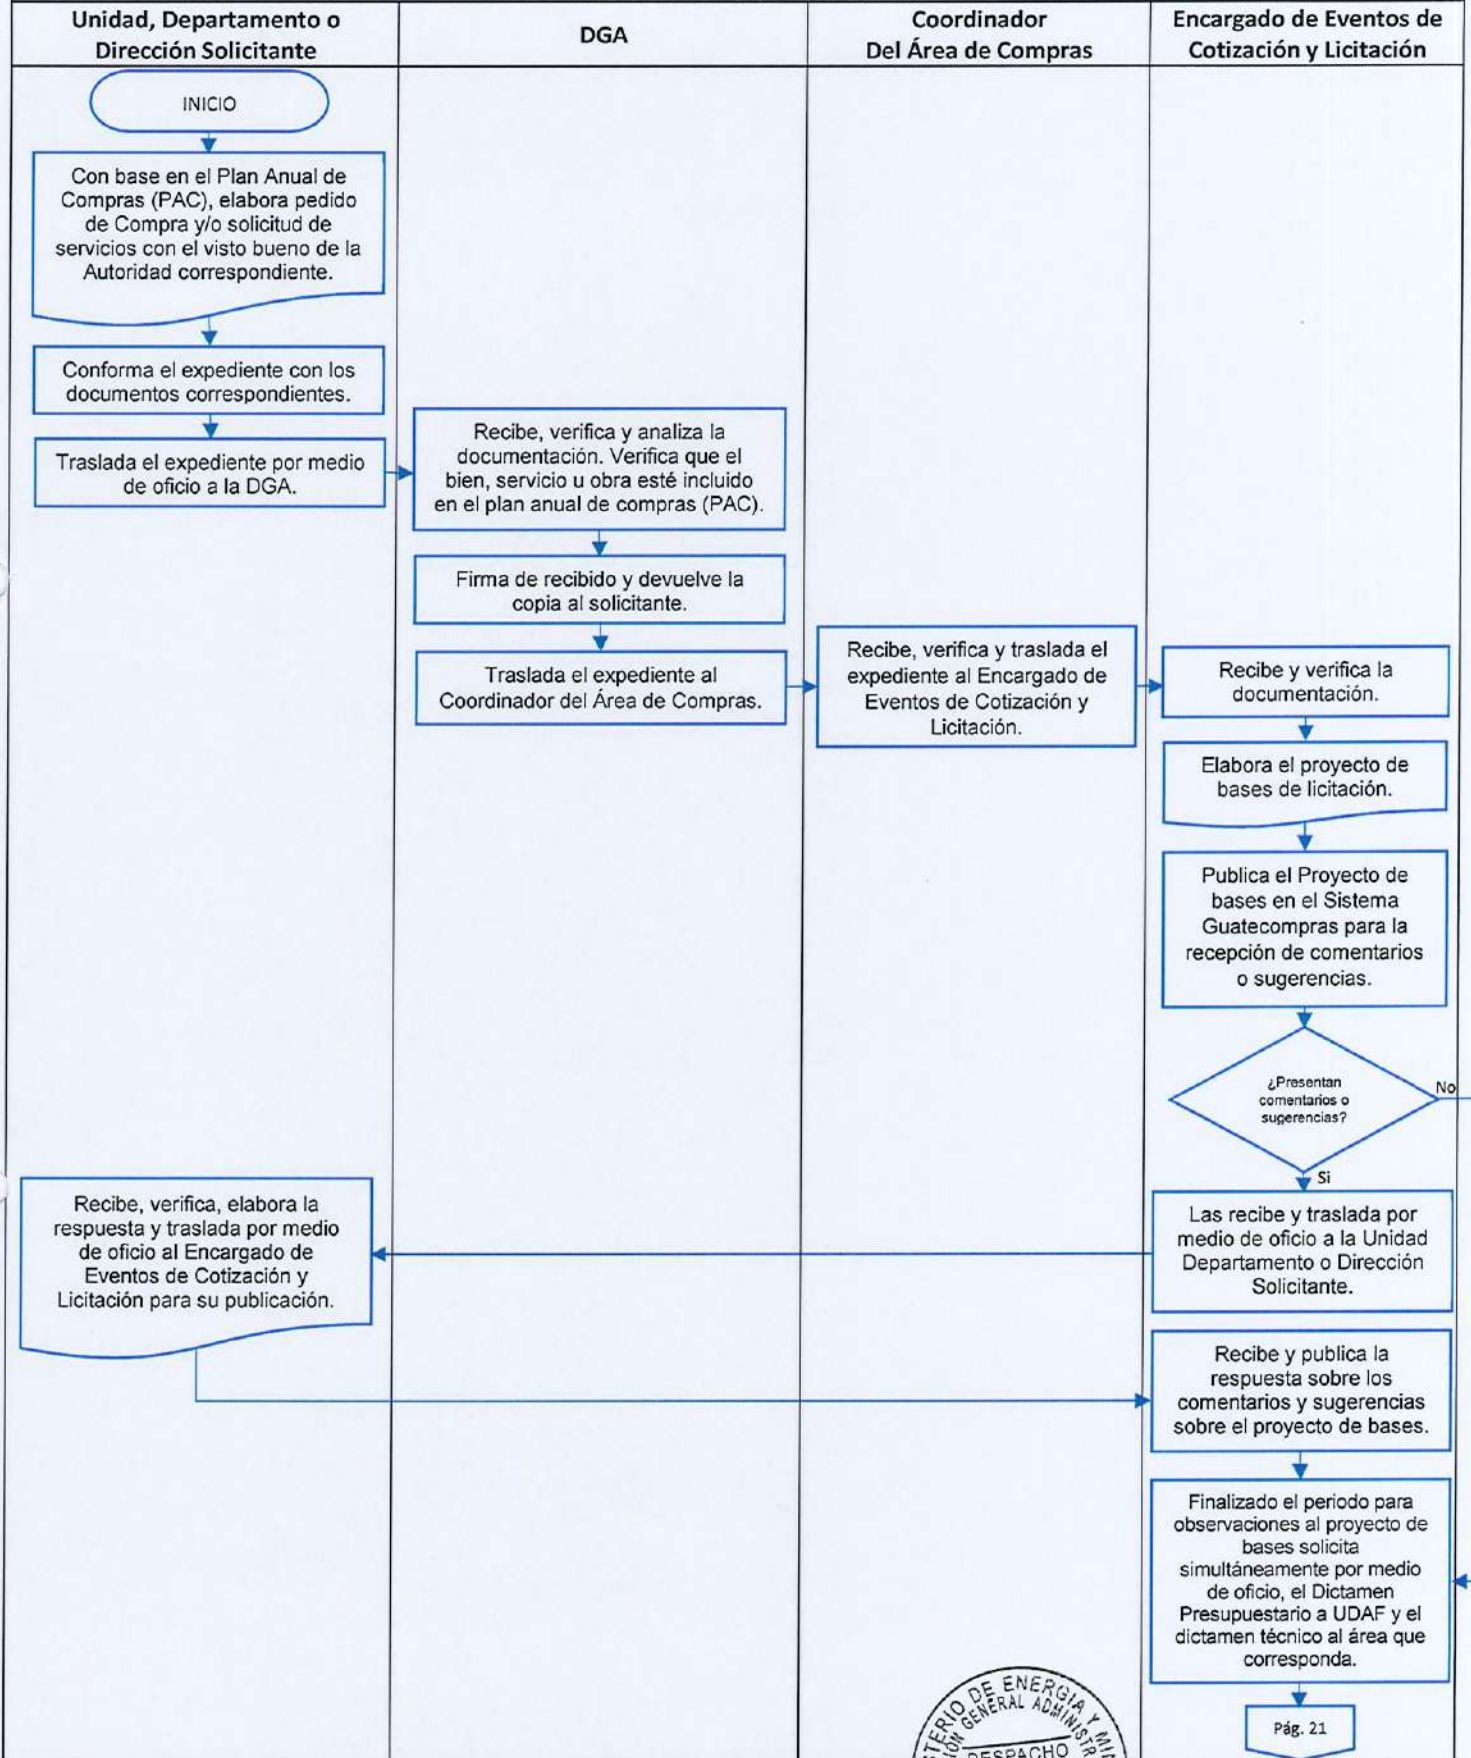 Unidad, Departamento o
Dirección Solicitante
DGA
Coordinador
Del Área de Compras
Encargado de Eventos de
Cotización y Licitación
INICIO
Con base en el Plan Anual de
Compras (PAC), elabora pedido
de Compra y/o solicitud de
servicios con el visto bueno de la
Autoridad correspondiente.
Conforma el expediente con los
documentos correspondientes.
Traslada el expediente por medio
de oficio a la DGA.
Recibe, verifica y analiza la
documentación. Verifica que el
bien, servicio u obra esté incluido
en el plan anual de compras (PAC).
Firma de recibido y devuelve la
copia al solicitante.
Traslada el expediente al
Coordinador del Área de Compras.
Recibe, verifica y traslada el
expediente al Encargado de
Eventos de Cotización y
Licitación.
Recibe y verifica la
documentación.
Elabora el proyecto de
bases de licitación.
Publica el Proyecto de
bases en el Sistema
Guatecompras para la
recepción de comentarios
o sugerencias.
¿Presentan
comentarios o
sugerencias?
No
Si
Las recibe y traslada por
medio de oficio a la Unidad
Departamento o Dirección
Solicitante.
Recibe, verifica, elabora la
respuesta y traslada por medio
de oficio al Encargado de
Eventos de Cotización y
Licitación para su publicación.
Recibe y publica la
respuesta sobre los
comentarios y sugerencias
sobre el proyecto de bases.
Finalizado el periodo para
observaciones al proyecto de
bases solicita
simultáneamente por medio
de oficio, el Dictamen
Presupuestario a UDAF y el
dictamen técnico al área que
corresponda.
Pág. 21
DE ENERGIA Y
GENERAL
DESPACHO